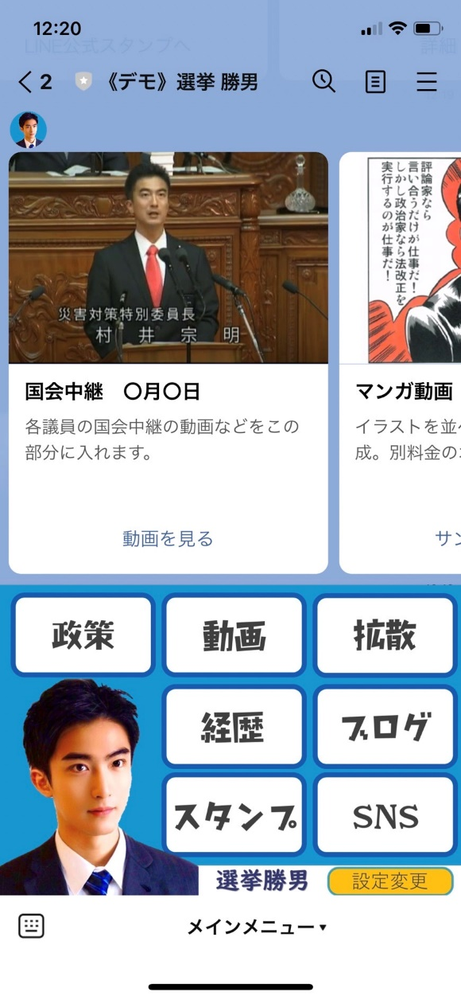 12:20
LINE公式スタンプへ
詳細
2
《デモ》選挙 勝男
災害対策特別委員長
村井宗明
国会中継　〇月〇日
各議員の国会中継の動画などをこの
部分に入れます。
動画を見る
評論家なら
言い合うだけが仕事だ！
しかし政治家なら法改正を
実行するのが仕事だ！
マンガ動画
イラストを並べ
成。別料金の
サン
政策
動画
拡散
経歴
ブログ
スタンプ
SNS
選挙勝男
設定変更
メインメニュー▾